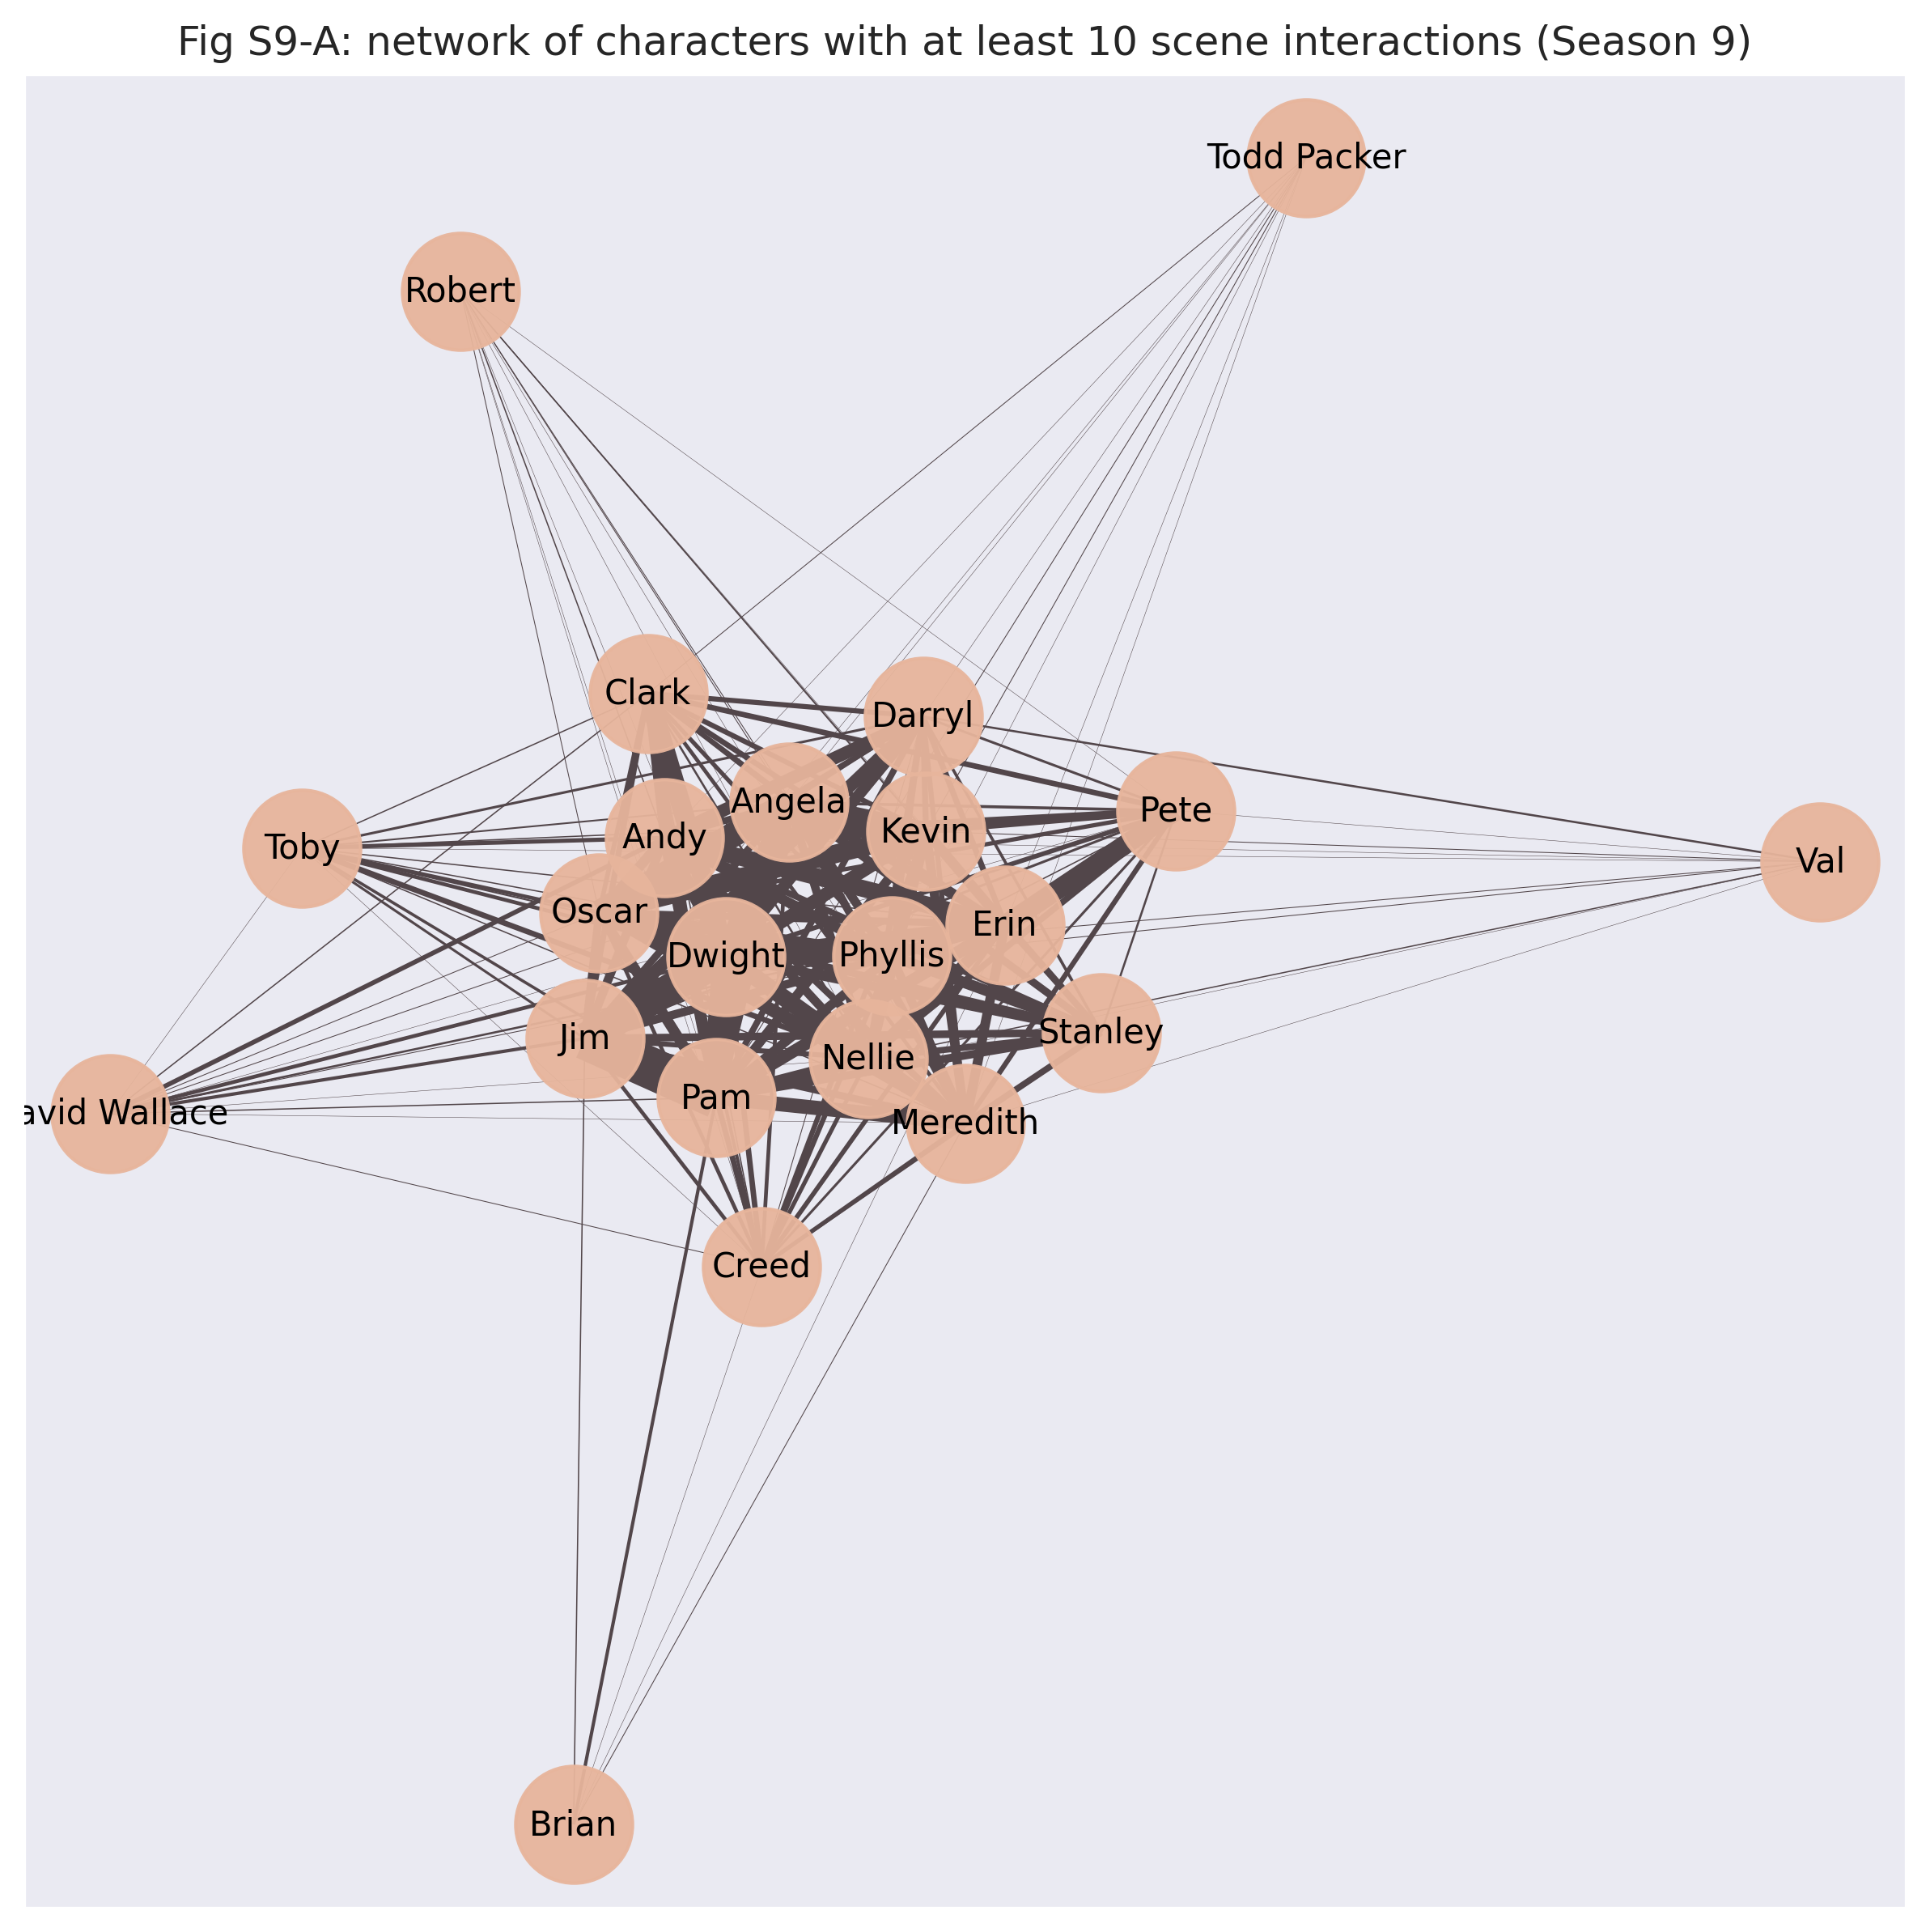 Fig S9-A: network of characters with at least 10 scene interactions (Season 9)
Todd Packer
Robert
Clark
Darryl
Angela
Pete
Kevin
Andy
Toby
Val
Oscar
Erin
Dwight
Phyllis
Stanley
Jim
Nellie
Pam
avid Wallace
Meredith
Creed
Brian